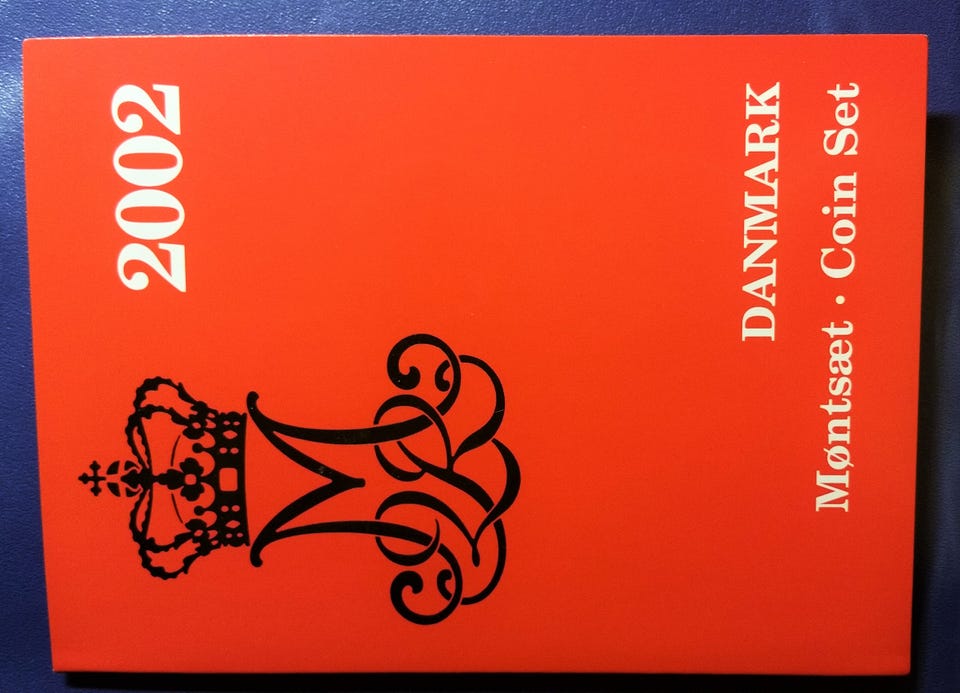 2002
DANMARK
Møntsæt · Coin Set